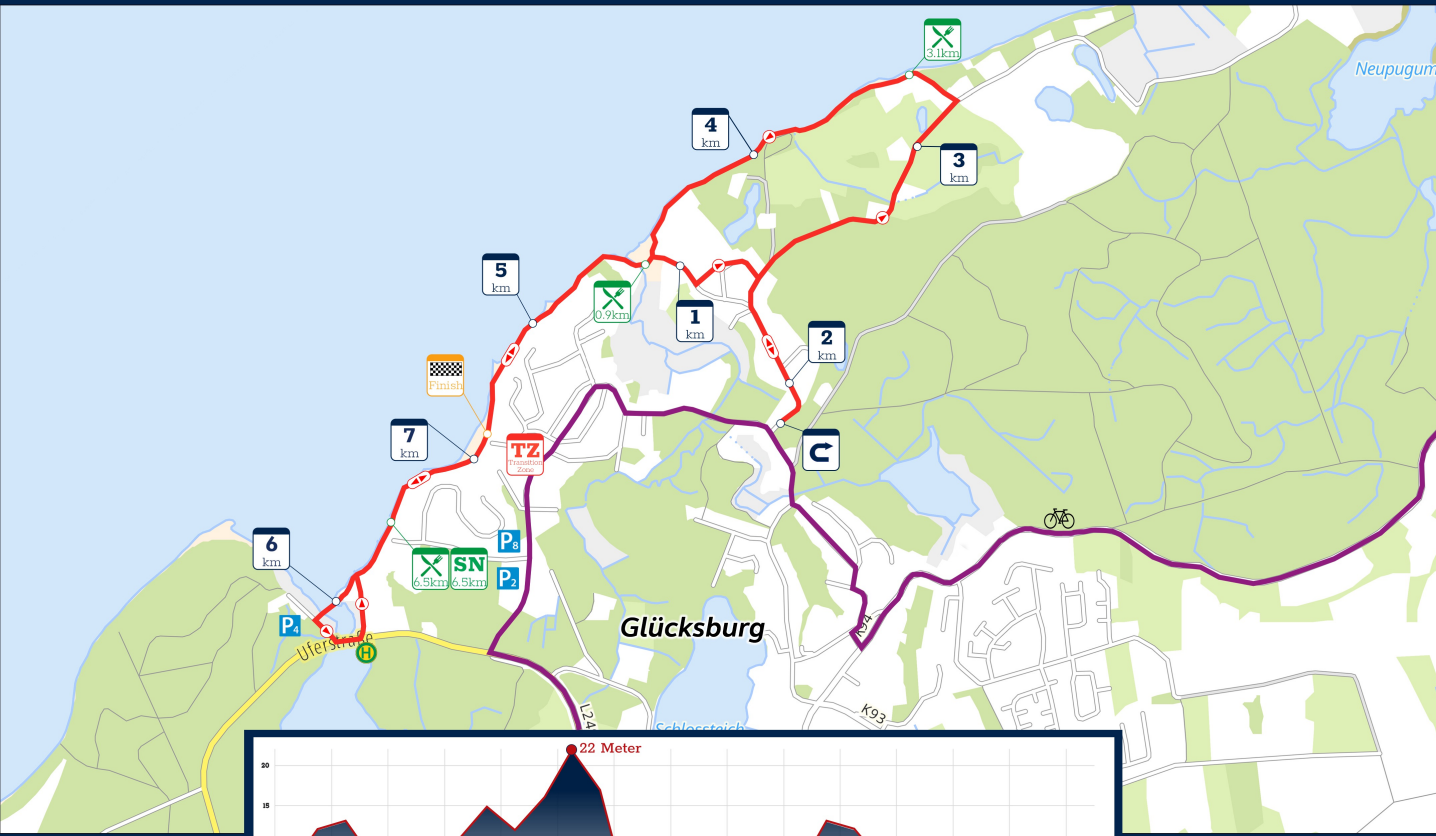 3.1km
Neupugum
4
km
3
km
5
km
0.9km
1
km
2
km
Finish
7
km
TZ
Transition
Zone
P8
6
km
SN
6.5km
6.5km
P2
P4
Glücksburg
Uferstraße
H
K94
K93
L24
Schlossteich
22 Meter
20
15